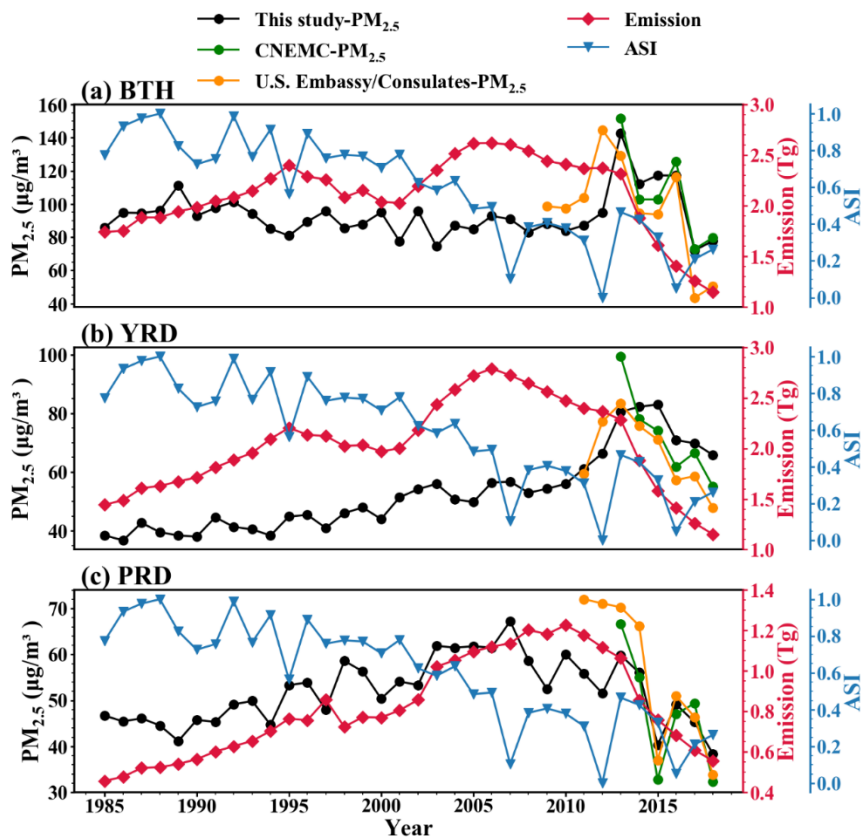 This study-PM2.5
Emission
CNEMC-PM2.5
ASI
U.S. Embassy/Consulates-PM2.5
(a) BTH
PM2.5 (μg/m³)
160
140
120
100
80
60
40
3.0
2.5
2.0
1.5
1.0
Emission (Tg)
1.0
0.8
0.6
0.4
0.2
0.0
ASI
(b) YRD
PM2.5 (μg/m³)
100
80
60
40
3.0
2.5
2.0
1.5
1.0
Emission (Tg)
1.0
0.8
0.6
0.4
0.2
0.0
ASI
(c) PRD
PM2.5 (μg/m³)
70
60
50
40
30
1.4
1.2
1.0
0.8
0.6
0.4
Emission (Tg)
1.0
0.8
0.6
0.4
0.2
0.0
ASI
1985 1990 1995 2000 2005 2010 2015
Year